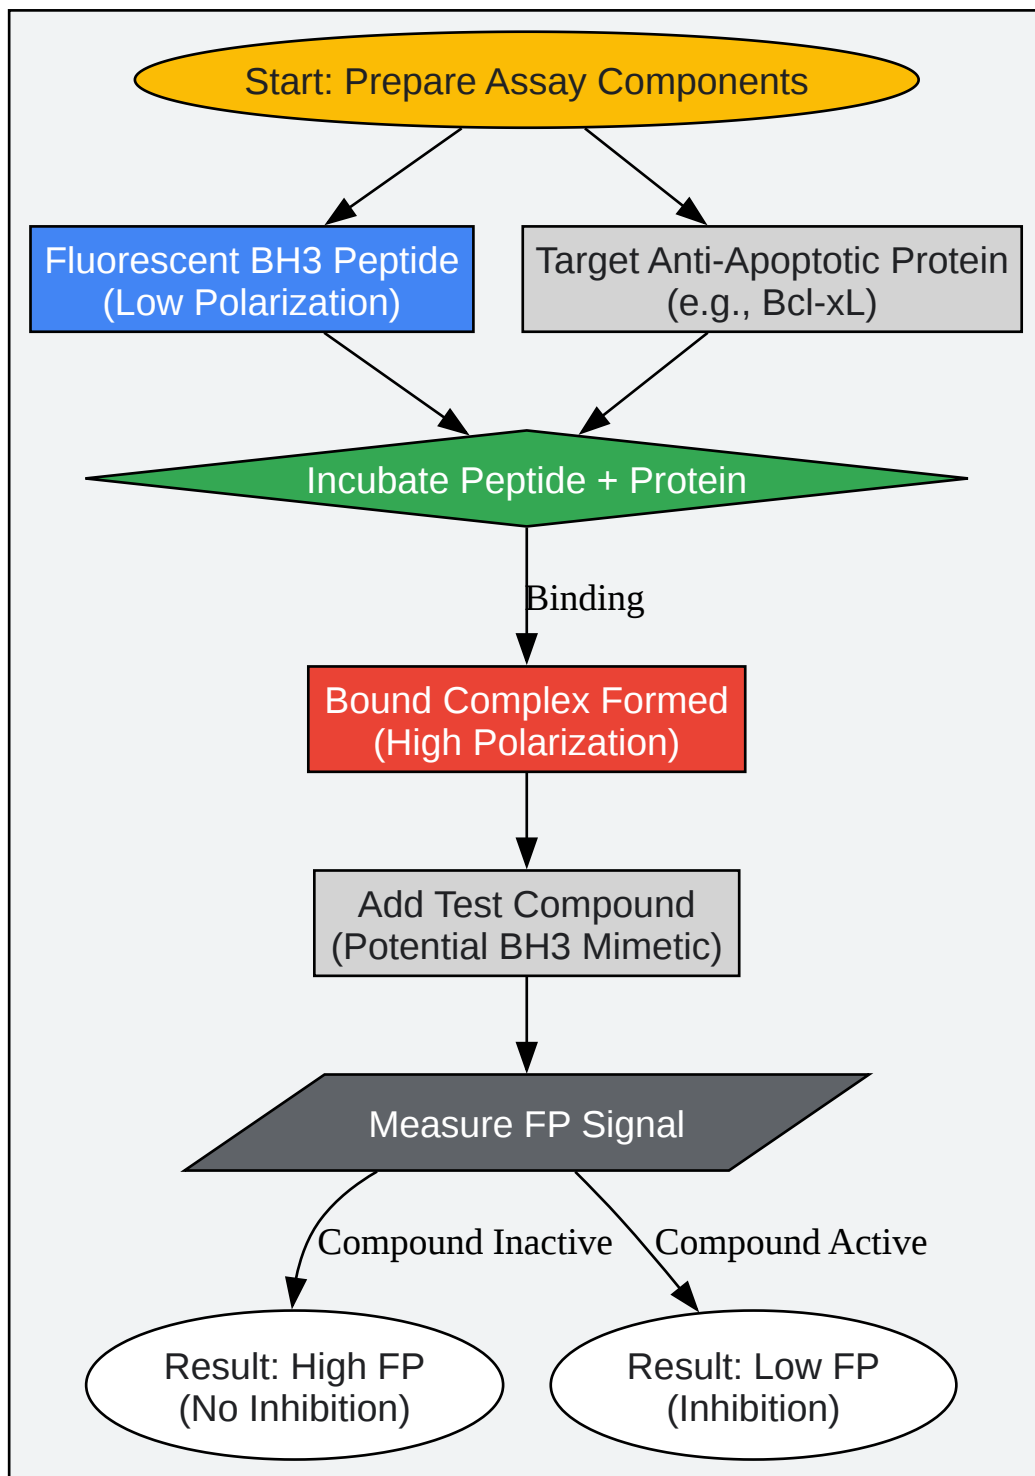 Start: Prepare Assay Components
Fluorescent BH3 Peptide
(Low Polarization)
Target Anti-Apoptotic Protein
(e.g., Bcl-xL)
Incubate Peptide + Protein
Binding
Bound Complex Formed
(High Polarization)
Add Test Compound
(Potential BH3 Mimetic)
Measure FP Signal
Compound Inactive
Compound Active
Result: High FP
(No Inhibition)
Result: Low FP
(Inhibition)